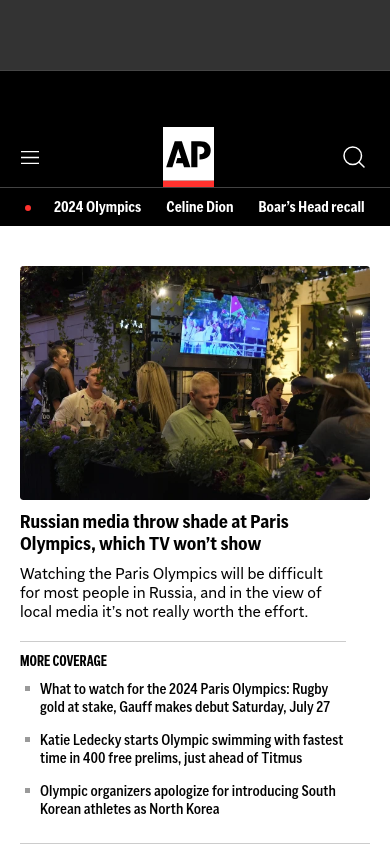 AP
2024 Olympics Celine Dion Boar’s Head recall
Russian media throw shade at Paris
Olympics, which TV won’t show
Watching the Paris Olympics will be difficult
for most people in Russia, and in the view of
local media it’s not really worth the effort.
MORE COVERAGE
What to watch for the 2024 Paris Olympics: Rugby
gold at stake, Gauff makes debut Saturday, July 27
Katie Ledecky starts Olympic swimming with fastest
time in 400 free prelims, just ahead of Titmus
Olympic organizers apologize for introducing South
Korean athletes as North Korea